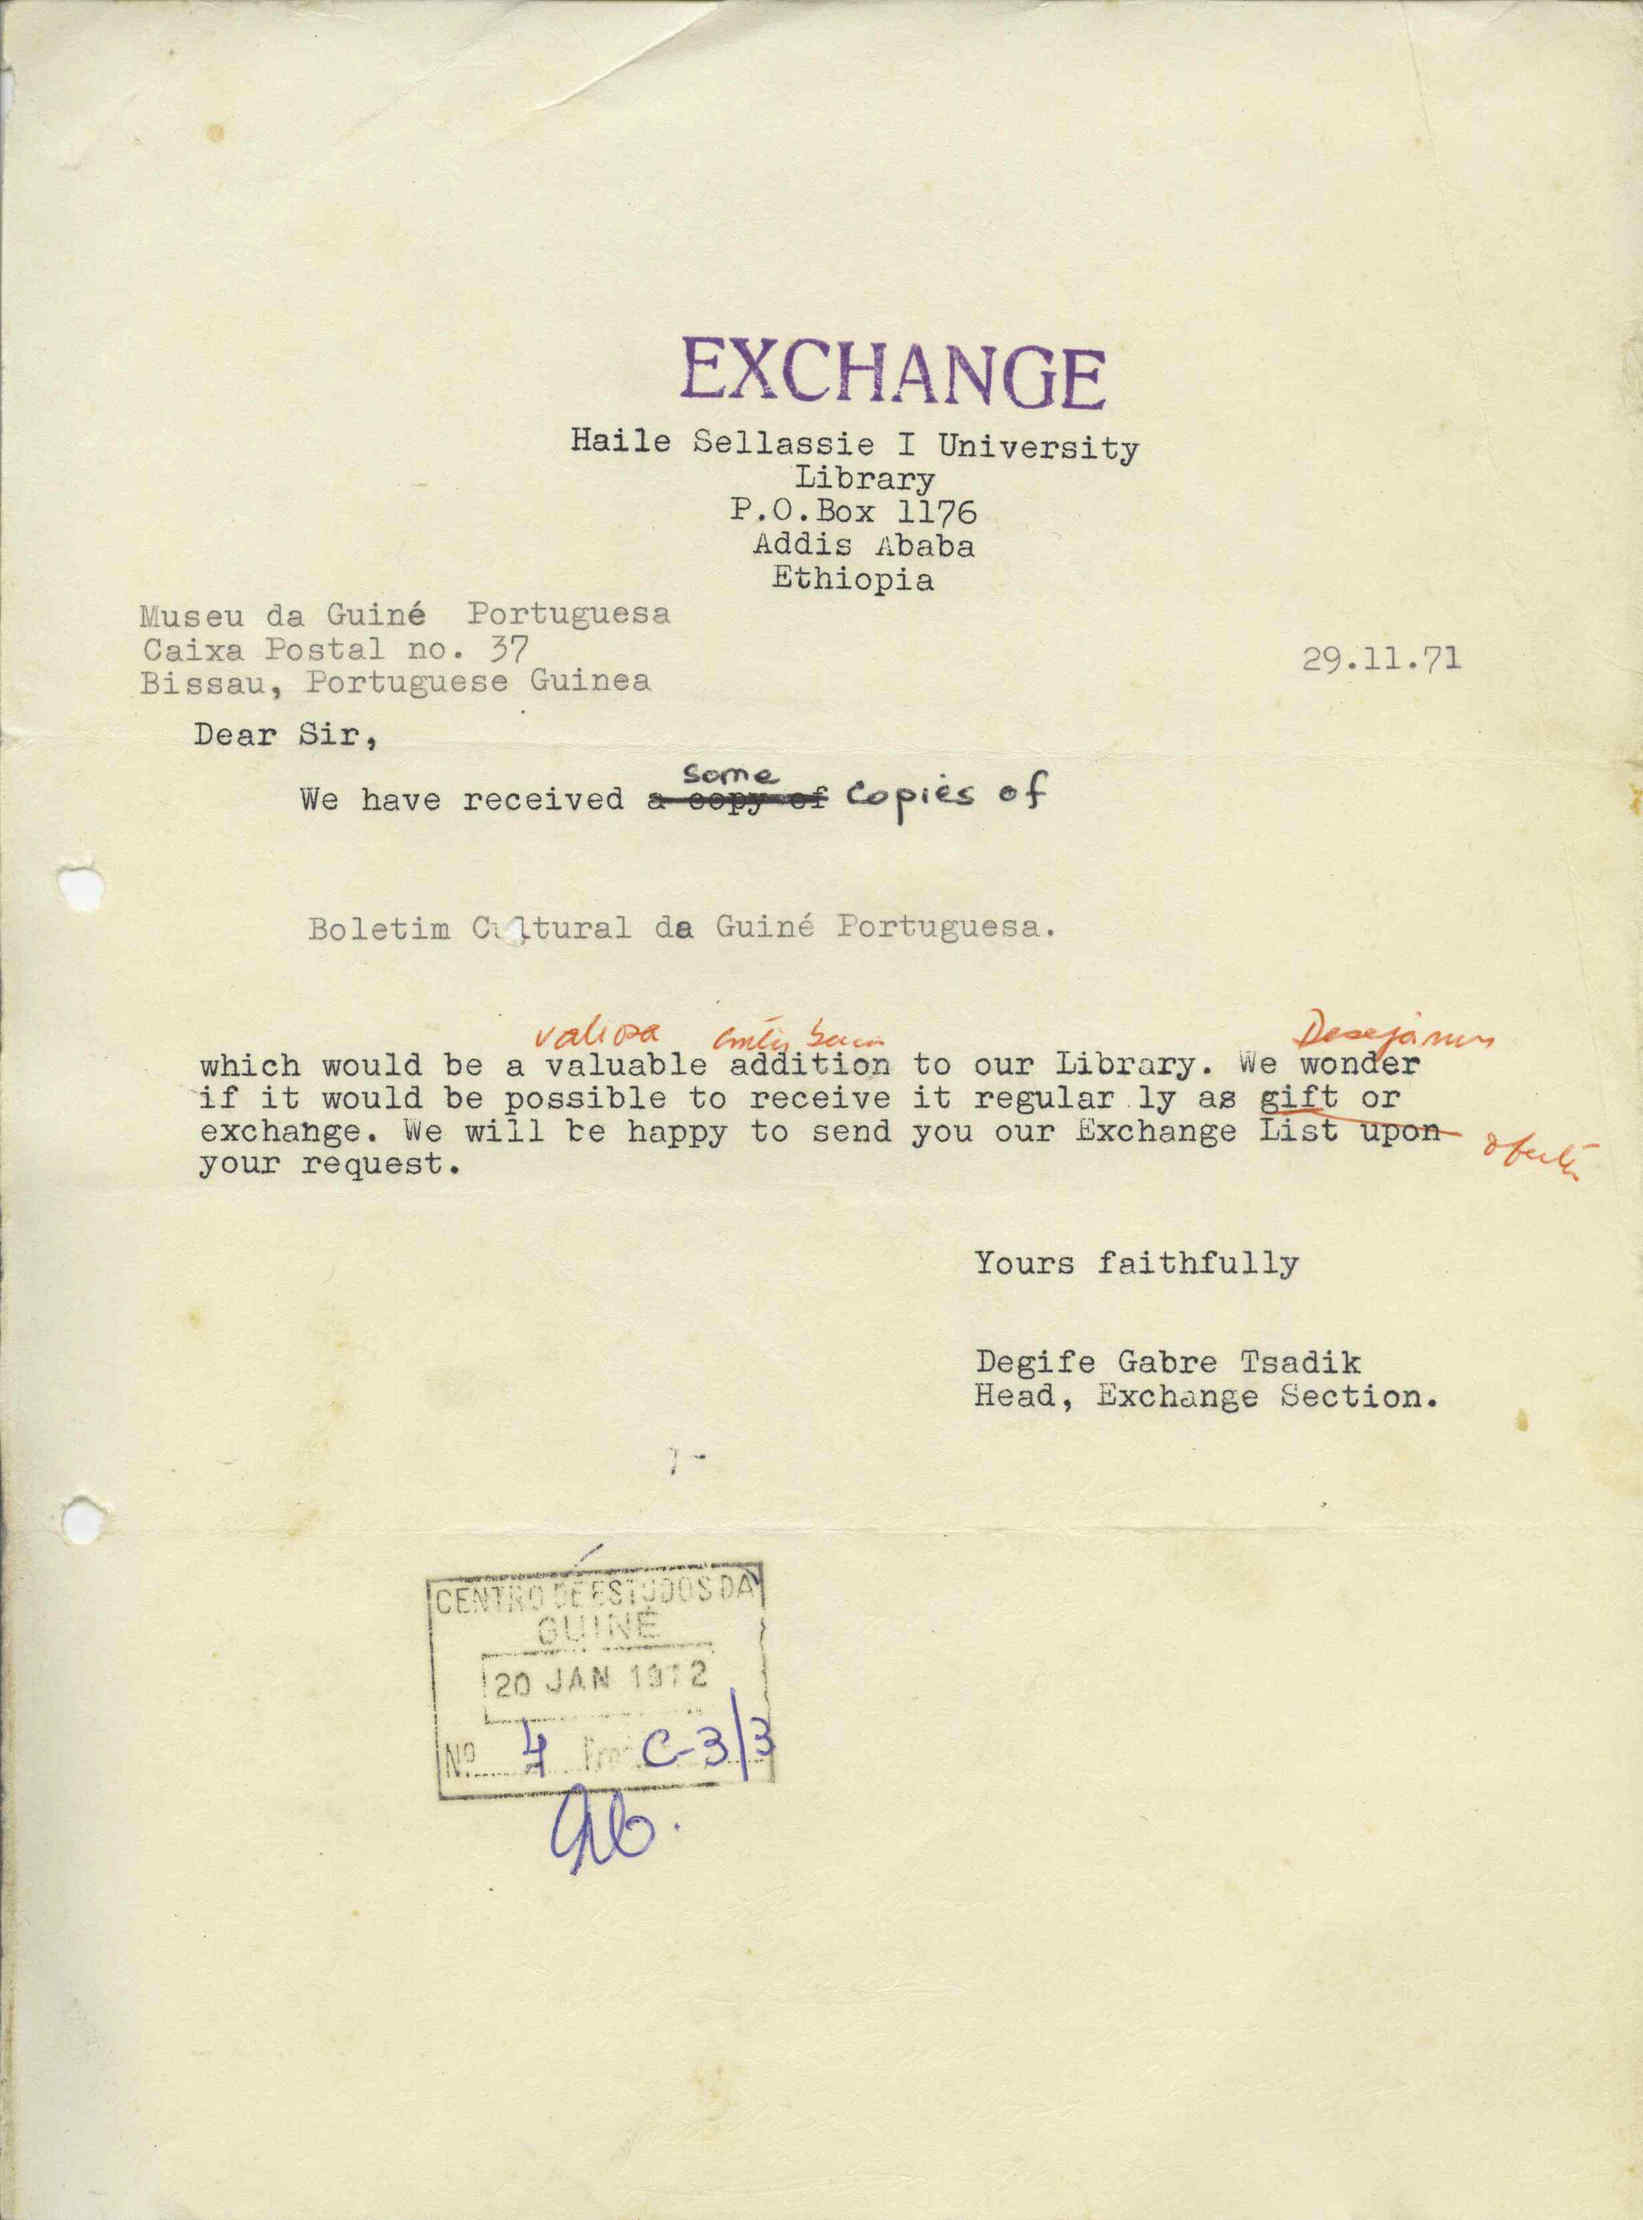 EXCHANGE
Haile Sellassie I University
Library
P.O.Box 1176
Addis Ababa
Ethiopia
Museu da Guiné Portuguesa
Caixa Postal no. 37
29.11.71
Bissau, Portuguese Guinea
Dear Sir,
some
We have received a copy of copies of
Boletim Cultural da Guiné Portuguesa.
valiosa
Desejamos
which would be a valuable addition to our Library. We wonder
if it would be possible to receive it regular ly as gift or
exchange. We will be happy to send you our Exchange List upon
oferta
your request.
Yours faithfully
Degife Gabre Tsadik
Head, Exchange Section.
CENTRO DE ESTUDOS DA
GUINÉ
20 JAN 1972
Nº 4 C-3/3